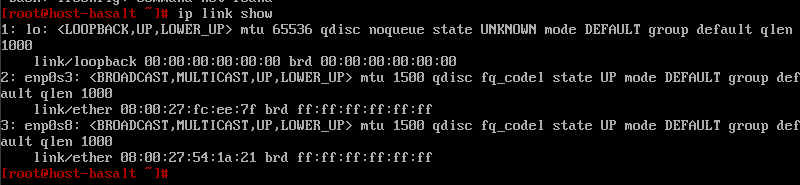 [root@host-basalt ~]# ip link show
1: lo: <LOOPBACK,UP,LOWER_UP> mtu 65536 qdisc noqueue state UNKNOWN mode DEFAULT group default qlen
1000
    link/loopback 00:00:00:00:00:00 brd 00:00:00:00:00:00
2: enp0s3: <BROADCAST,MULTICAST,UP,LOWER_UP> mtu 1500 qdisc fq_codel state UP mode DEFAULT group def
ault qlen 1000
    link/ether 08:00:27:fc:ee:7f brd ff:ff:ff:ff:ff:ff
3: enp0s8: <BROADCAST,MULTICAST,UP,LOWER_UP> mtu 1500 qdisc fq_codel state UP mode DEFAULT group def
ault qlen 1000
    link/ether 08:00:27:54:1a:21 brd ff:ff:ff:ff:ff:ff
[root@host-basalt ~]#